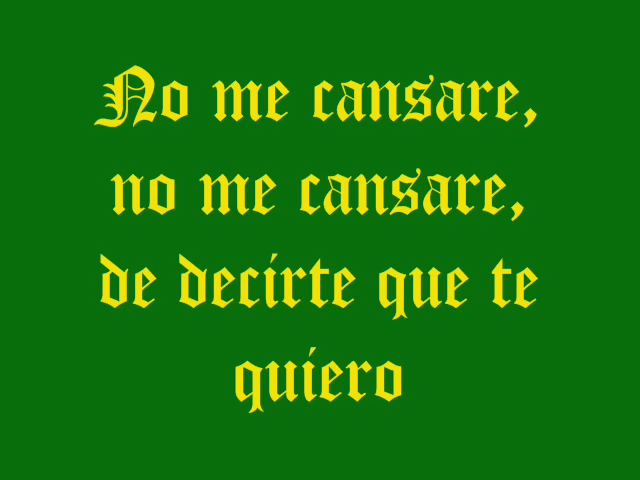 No me cansare,
no me cansare,
de decirte que te
quiero